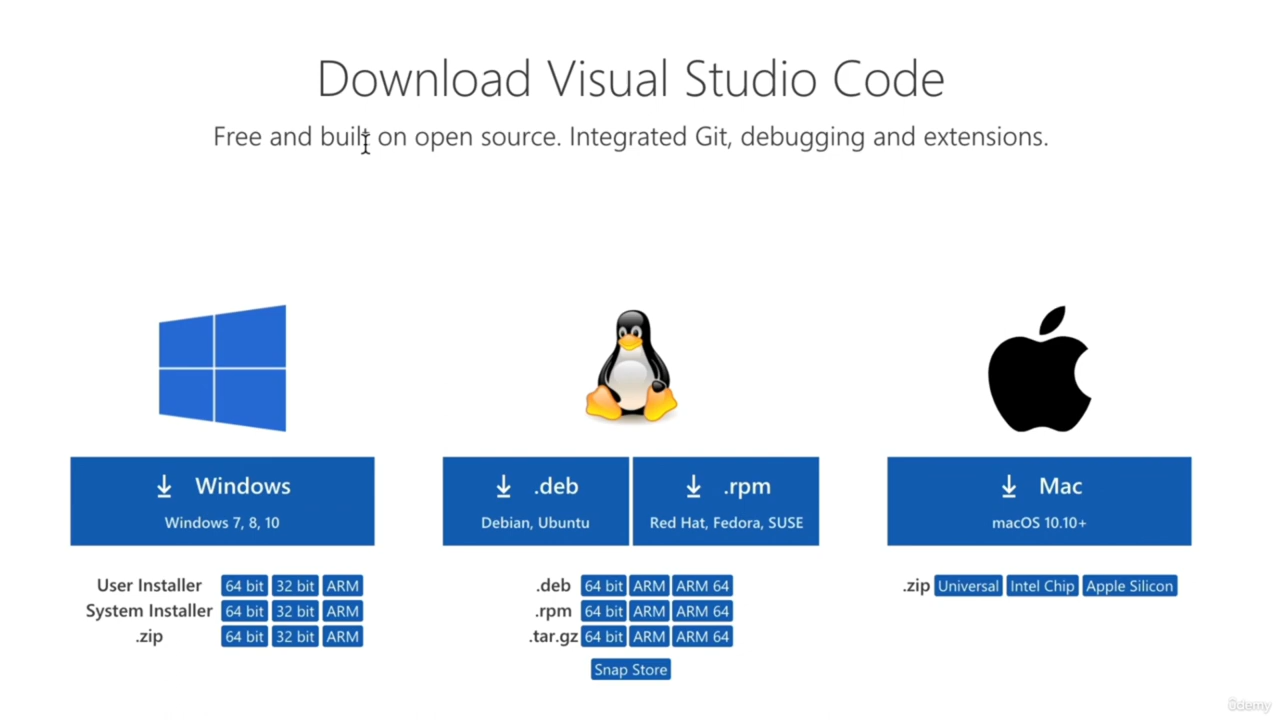 Download Visual Studio Code
Free and built on open source. Integrated Git, debugging and extensions.
Windows
Windows 7, 8, 10
User Installer 64 bit 32 bit ARM
System Installer 64 bit 32 bit ARM
.zip 64 bit 32 bit ARM
.deb
Debian, Ubuntu
.rpm
Red Hat, Fedora, SUSE
.deb 64 bit ARM ARM 64
.rpm 64 bit ARM ARM 64
.tar.gz 64 bit ARM ARM 64
Snap Store
Mac
macOS 10.10+
.zip Universal Intel Chip Apple Silicon
udemy